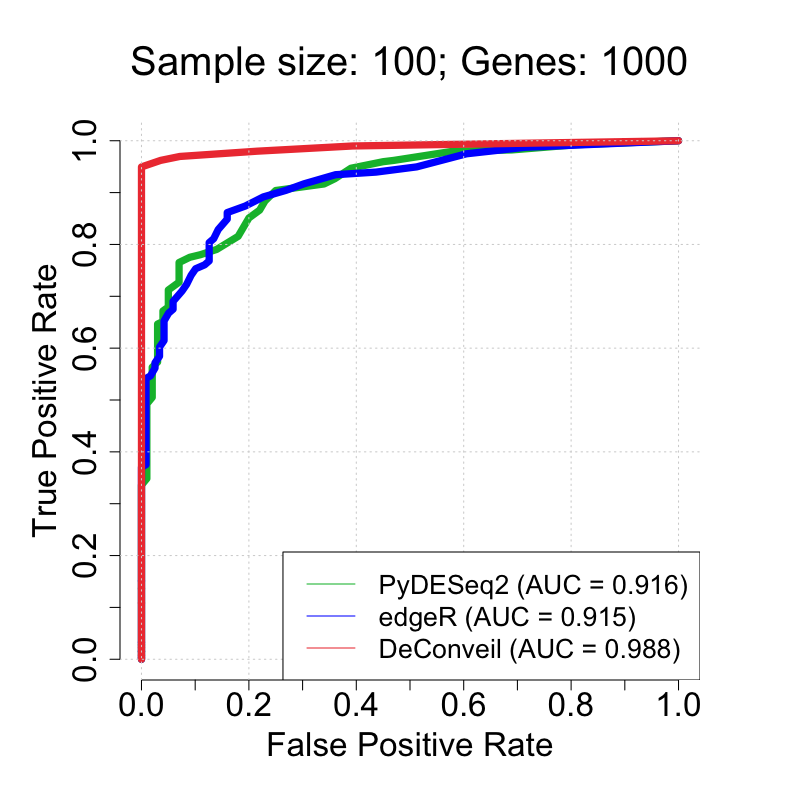 Sample size: 100; Genes: 1000
True Positive Rate
1.0
0.8
0.6
0.4
0.2
0.0
PyDESeq2 (AUC = 0.916)
edgeR (AUC = 0.915)
DeConveil (AUC = 0.988)
0.0 0.2 0.4 0.6 0.8 1.0
False Positive Rate